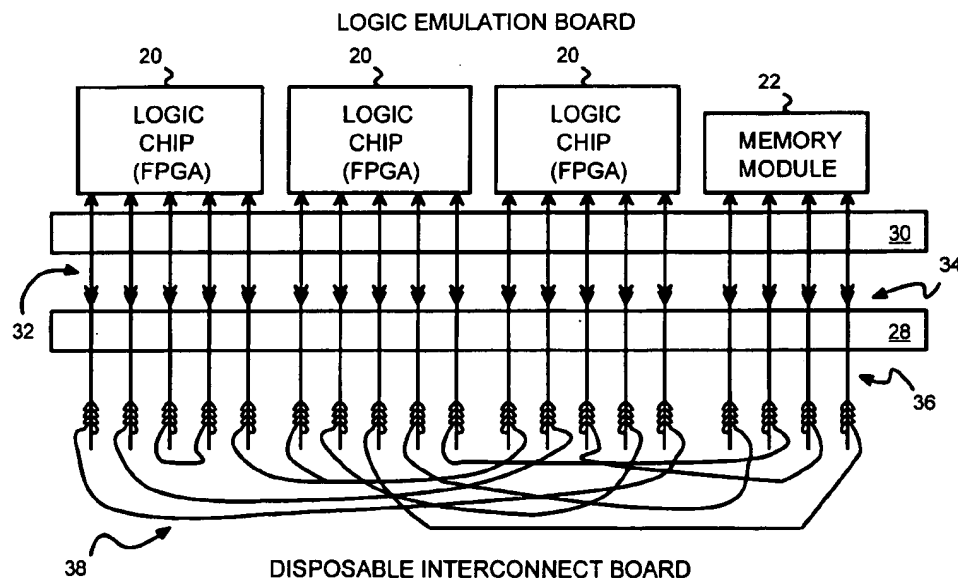 LOGIC EMULATION BOARD
20
20
20
22
LOGIC
CHIP
(FPGA)
LOGIC
CHIP
(FPGA)
LOGIC
CHIP
(FPGA)
MEMORY
MODULE
30
34
32
28
36
38
DISPOSABLE INTERCONNECT BOARD